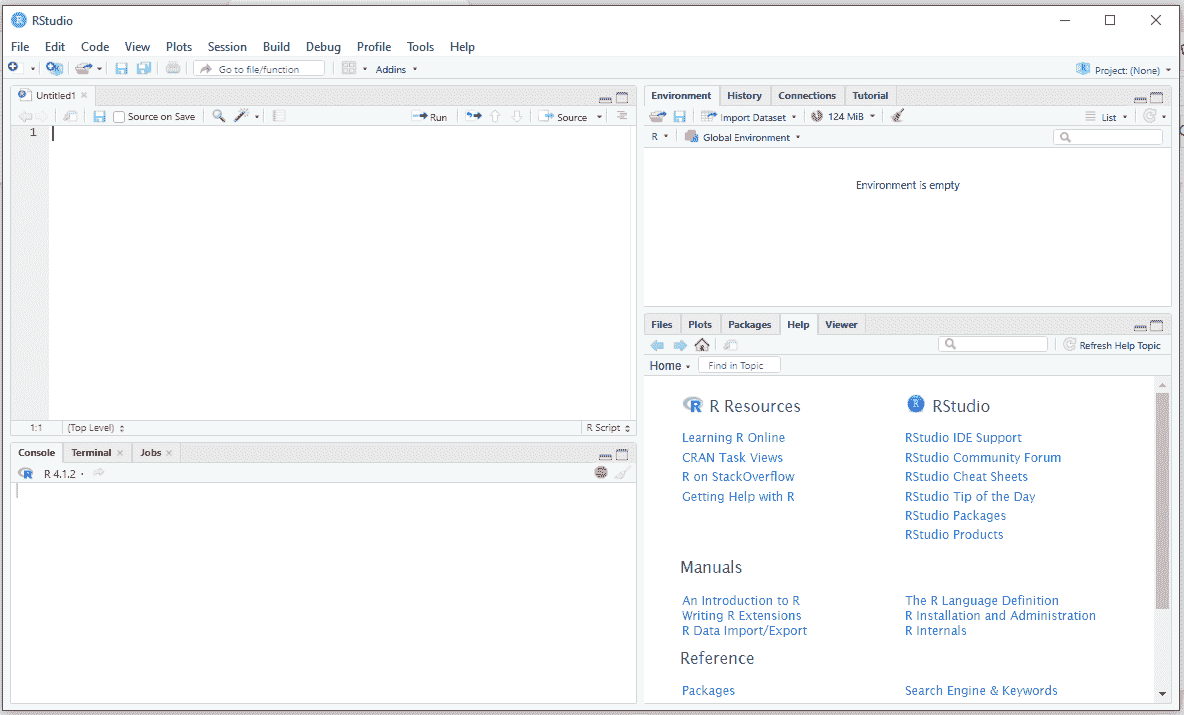 RStudio
File Edit Code View Plots Session Build Debug Profile Tools Help
Go to file/function Addins Project: (None)
Untitled1
Source on Save Run Source
1
1:1 (Top Level) R Script
Console Terminal Jobs
R 4.1.2 ·
Environment History Connections Tutorial
Import Dataset 124 MiB List
R Global Environment
Environment is empty
Files Plots Packages Help Viewer
Refresh Help Topic
Home Find in Topic
R Resources
Learning R Online
CRAN Task Views
R on StackOverflow
Getting Help with R
RStudio
RStudio IDE Support
RStudio Community Forum
RStudio Cheat Sheets
RStudio Tip of the Day
RStudio Packages
RStudio Products
Manuals
An Introduction to R
Writing R Extensions
R Data Import/Export
The R Language Definition
R Installation and Administration
R Internals
Reference
Packages
Search Engine & Keywords